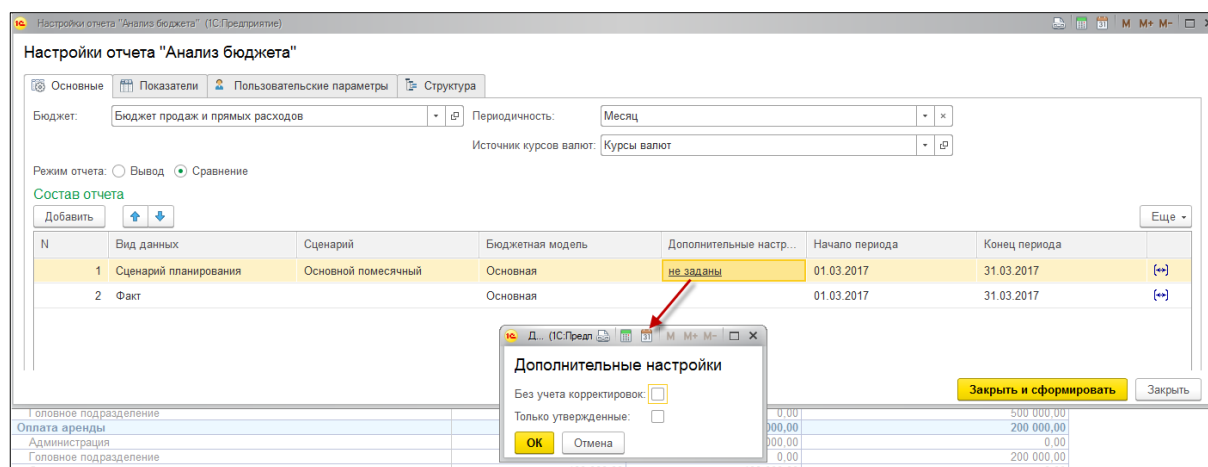 Настройки отчета "Анализ бюджета" (1С:Предприятие)
M M+ M-
Настройки отчета "Анализ бюджета"
Основные Показатели Пользовательские параметры Структура
Бюджет: Бюджет продаж и прямых расходов Периодичность: Месяц
Источник курсов валют: Курсы валют
Режим отчета: Вывод Сравнение
Состав отчета
Добавить Еще
N Вид данных Сценарий Бюджетная модель Дополнительные настр... Начало периода Конец периода
1 Сценарий планирования Основной помесячный Основная не заданы 01.03.2017 31.03.2017
2 Факт Основная 01.03.2017 31.03.2017
Д... (1С:Предп 31 M M+ M-
Дополнительные настройки
Без учета корректировок:
Только утвержденные:
ОК Отмена
Закрыть и сформировать Закрыть
Головное подразделение 0,00 500 000,00
Оплата аренды 200 000,00
Администрация 0,00
Головное подразделение 0,00 200 000,00